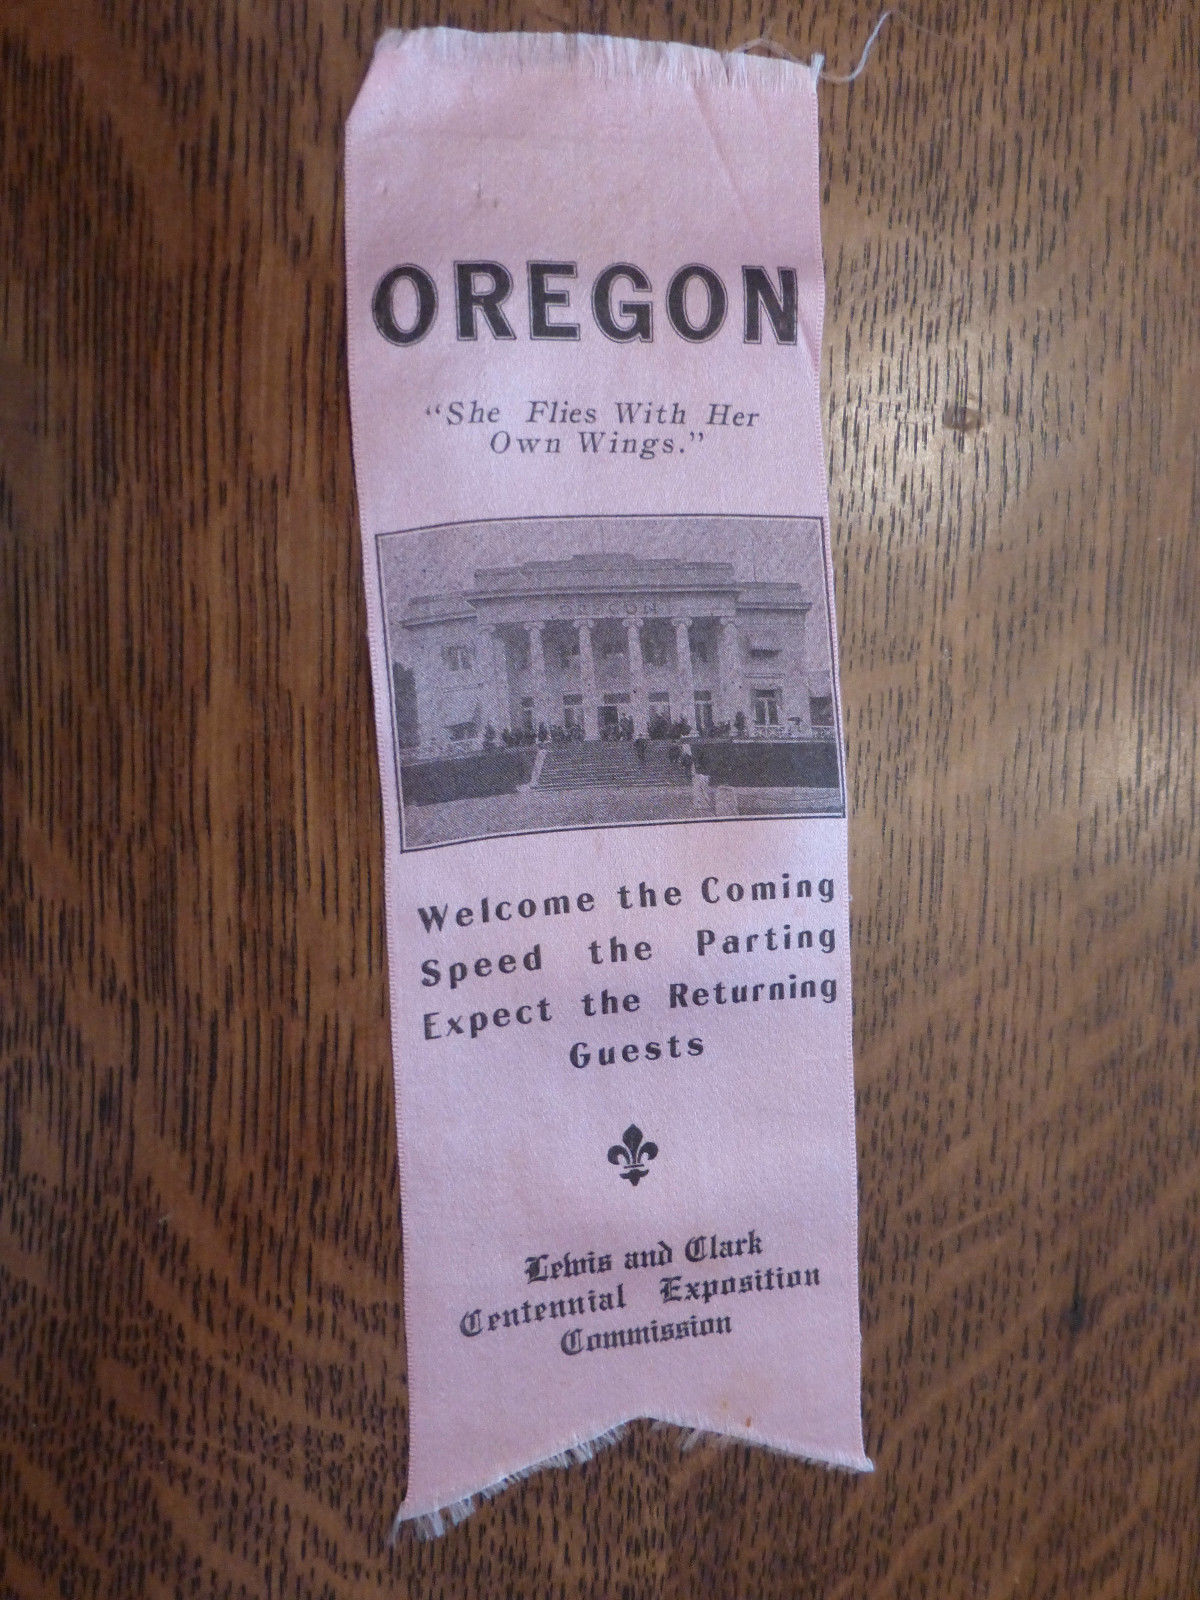 OREGON
“She Flies With Her
Own Wings.”
OREGON
Welcome the Coming
Speed the Parting
Expect the Returning
Guests
Lewis and Clark
Centennial Exposition
Commission